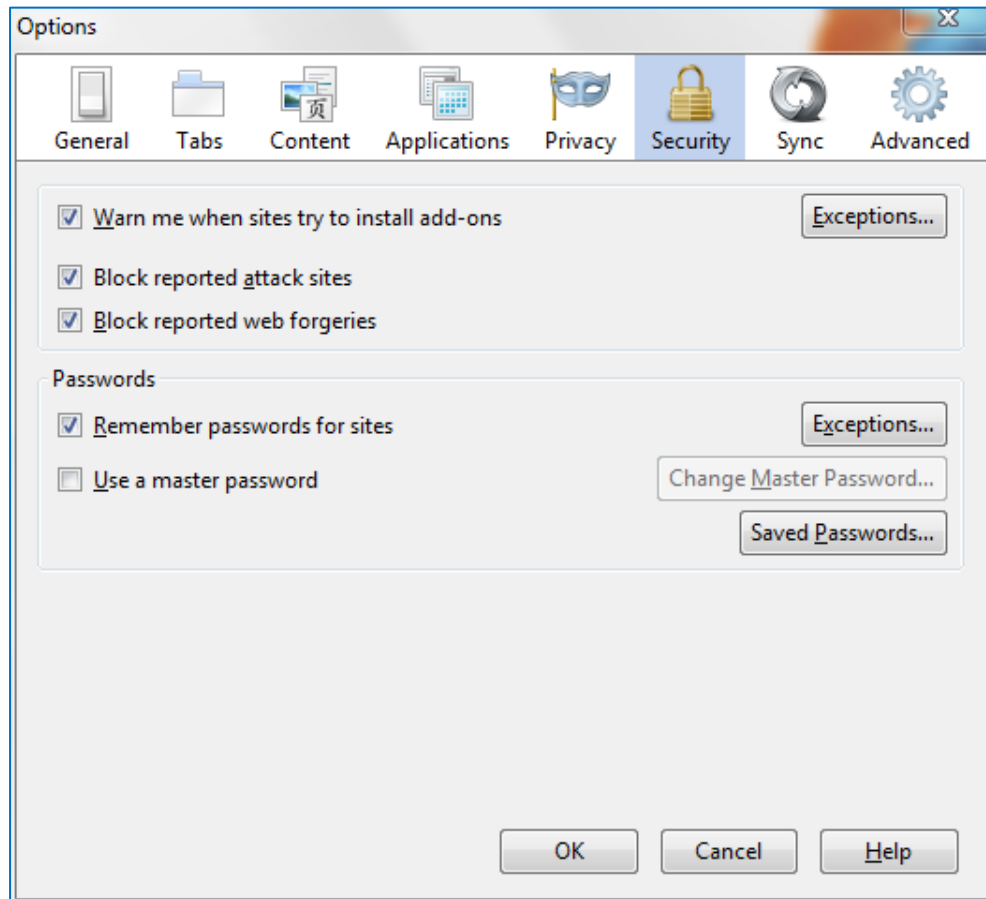 Options
页
General Tabs Content Applications Privacy Security Sync Advanced
Warn me when sites try to install add-ons Exceptions...
Block reported attack sites
Block reported web forgeries
Passwords
Remember passwords for sites Exceptions...
Use a master password Change Master Password...
Saved Passwords...
OK Cancel Help